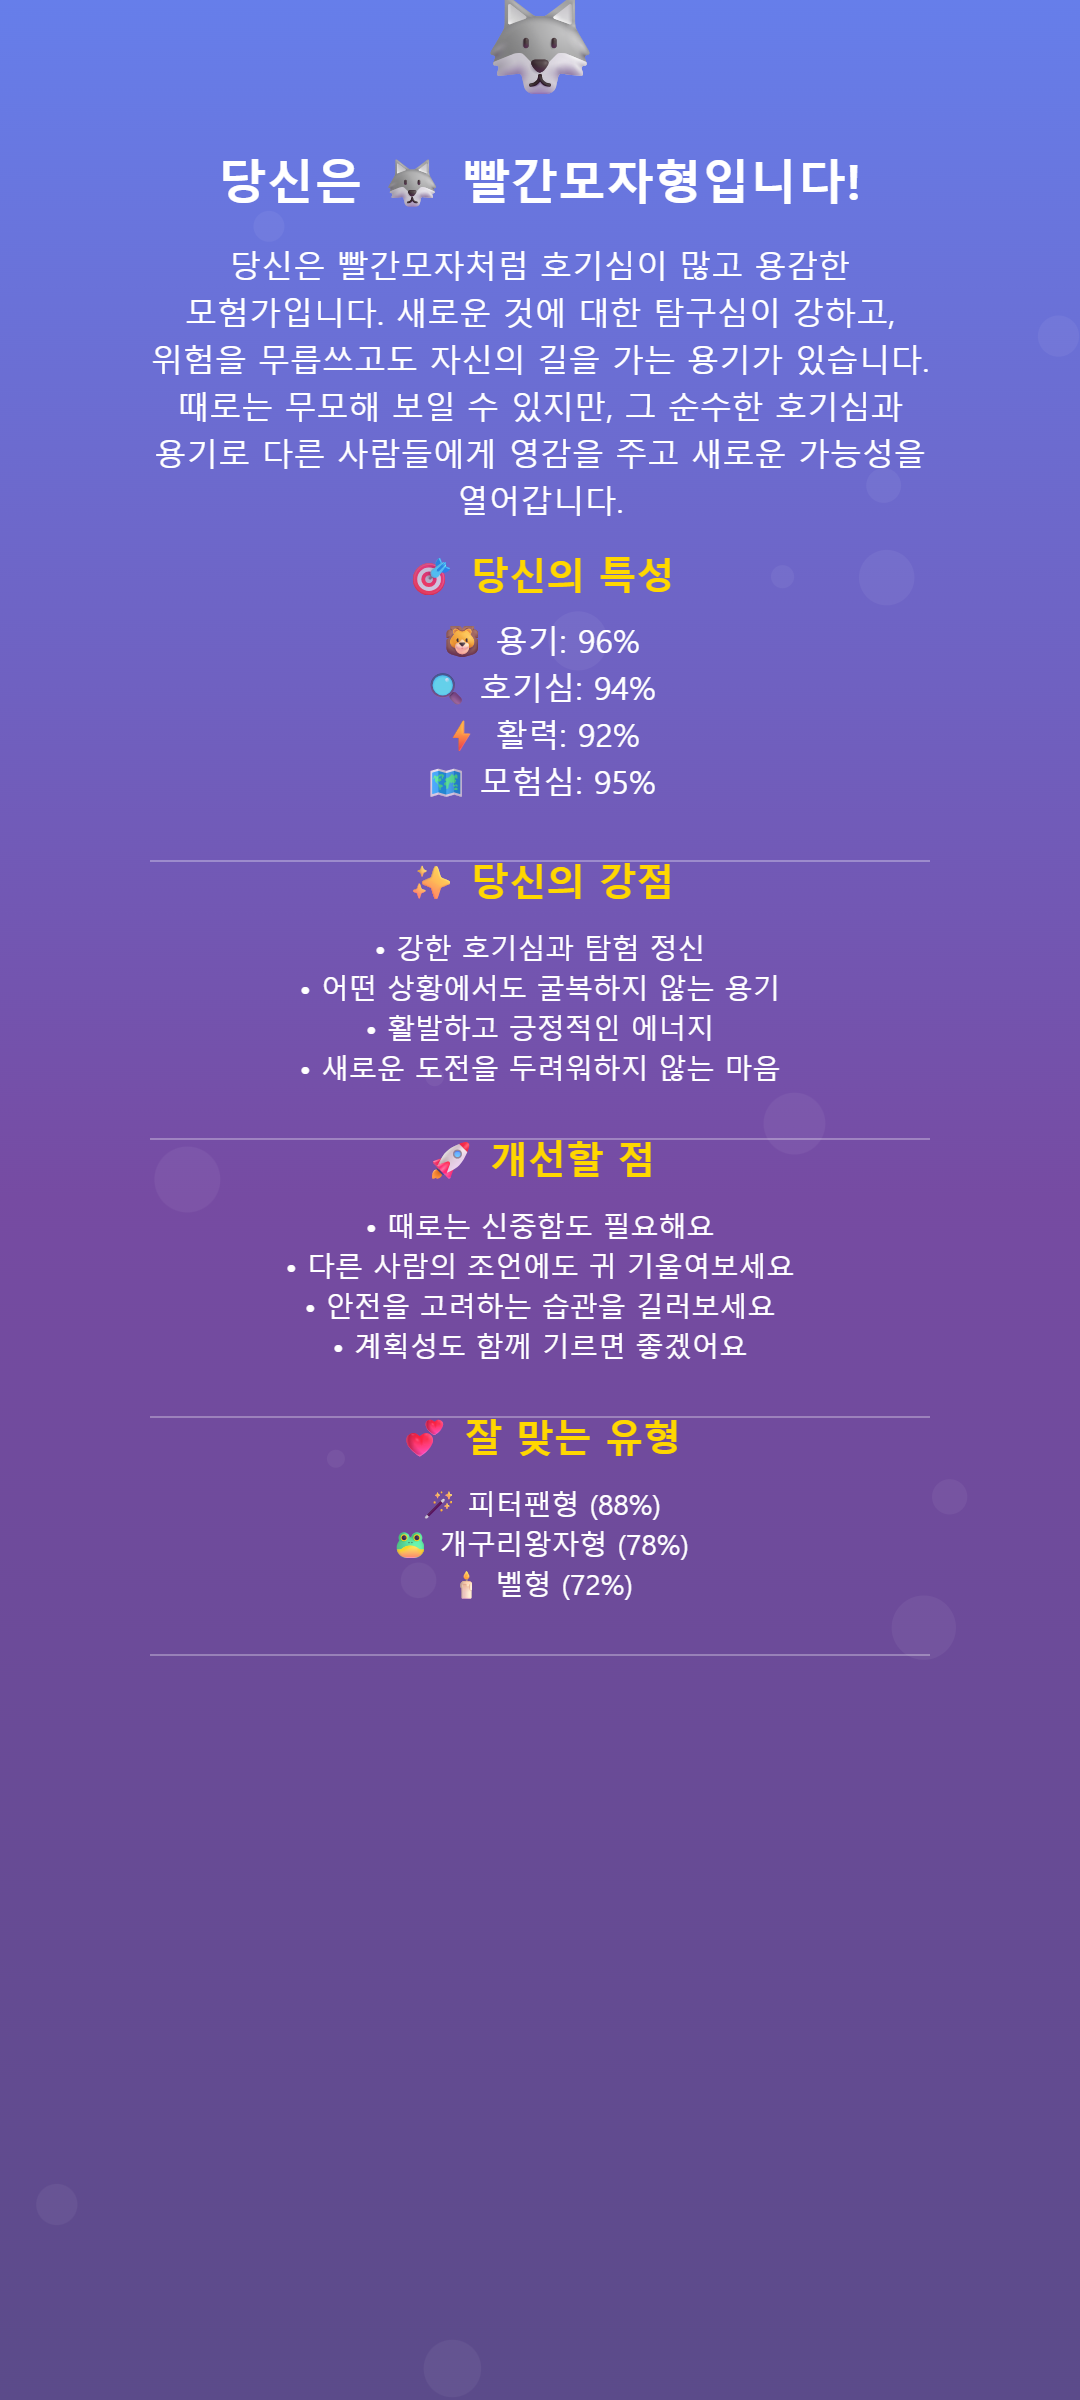 당신은 🐺 빨간모자형입니다!
당신은 빨간모자처럼 호기심이 많고 용감한
모험가입니다. 새로운 것에 대한 탐구심이 강하고,
위험을 무릅쓰고도 자신의 길을 가는 용기가 있습니다.
때로는 무모해 보일 수 있지만, 그 순수한 호기심과
용기로 다른 사람들에게 영감을 주고 새로운 가능성을
열어갑니다.
🎯 당신의 특성
🦁 용기: 96%
🔍 호기심: 94%
⚡ 활력: 92%
🗺️ 모험심: 95%
✨ 당신의 강점
• 강한 호기심과 탐험 정신
• 어떤 상황에서도 굴복하지 않는 용기
• 활발하고 긍정적인 에너지
• 새로운 도전을 두려워하지 않는 마음
🚀 개선할 점
• 때로는 신중함도 필요해요
• 다른 사람의 조언에도 귀 기울여보세요
• 안전을 고려하는 습관을 길러보세요
• 계획성도 함께 기르면 좋겠어요
💕 잘 맞는 유형
🪄 피터팬형 (88%)
🐸 개구리왕자형 (78%)
🕯️ 벨형 (72%)